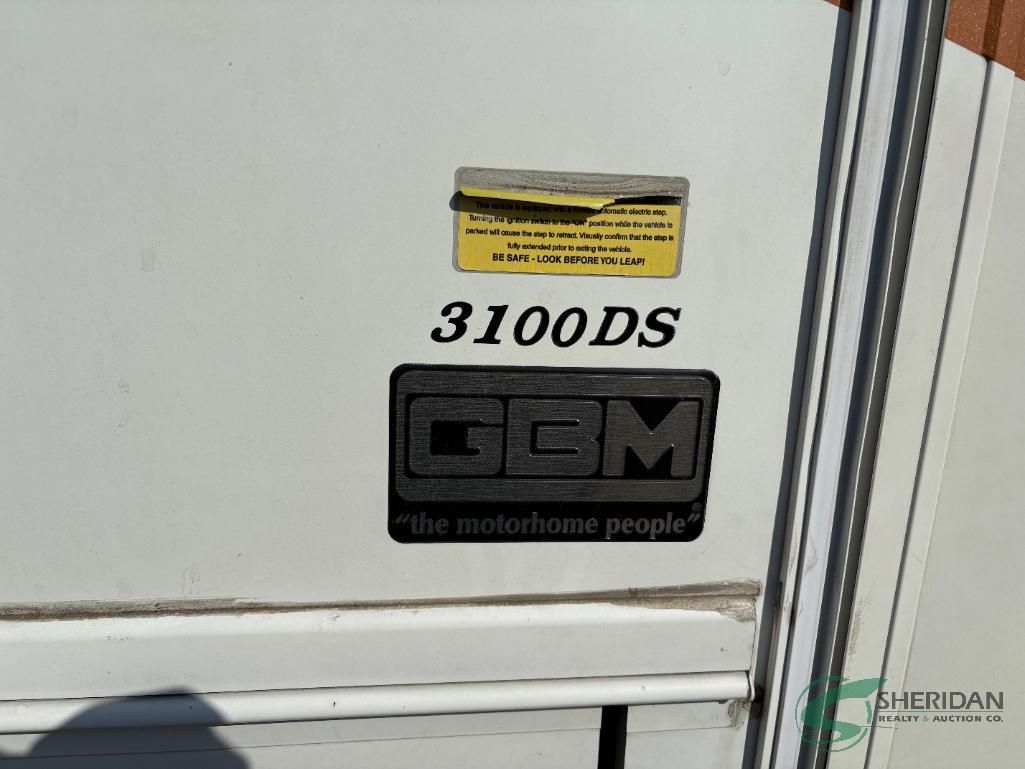 This vehicle is equipped with a Kwikee automatic electric step.
Turning the ignition switch to the "ON" position while the vehicle is
parked will cause the step to retract. Visually confirm that the step is
fully extended prior to exiting the vehicle.
BE SAFE - LOOK BEFORE YOU LEAP!
3100DS
GBM
"the motorhome people"®
SHERIDAN
REALTY & AUCTION CO.